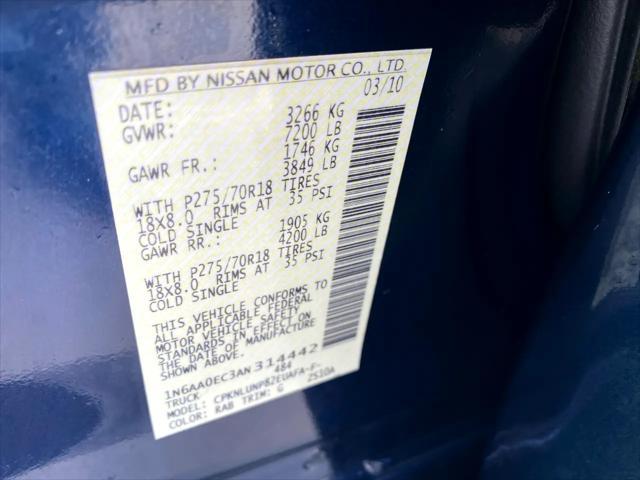 MFD BY NISSAN MOTOR CO., LTD.
DATE: 03/10
GVWR: 3266 KG
7200 LB
GAWR FR.: 1746 KG
3849 LB
WITH P275/70R18 TIRES
18X8.0 RIMS AT 35 PSI
COLD SINGLE
GAWR RR.: 1905 KG
4200 LB
WITH P275/70R18 TIRES
18X8.0 RIMS AT 35 PSI
COLD SINGLE
THIS VEHICLE CONFORMS TO
ALL APPLICABLE FEDERAL
MOTOR VEHICLE SAFETY
STANDARDS IN EFFECT ON
THE DATE OF MANUFACTURE
SHOWN ABOVE.
1N6AA0EC3AN314442
TRUCK 484
MODEL: CPKNLUNP82EUAFA-F-
COLOR: RAB TRIM: G 2S10A